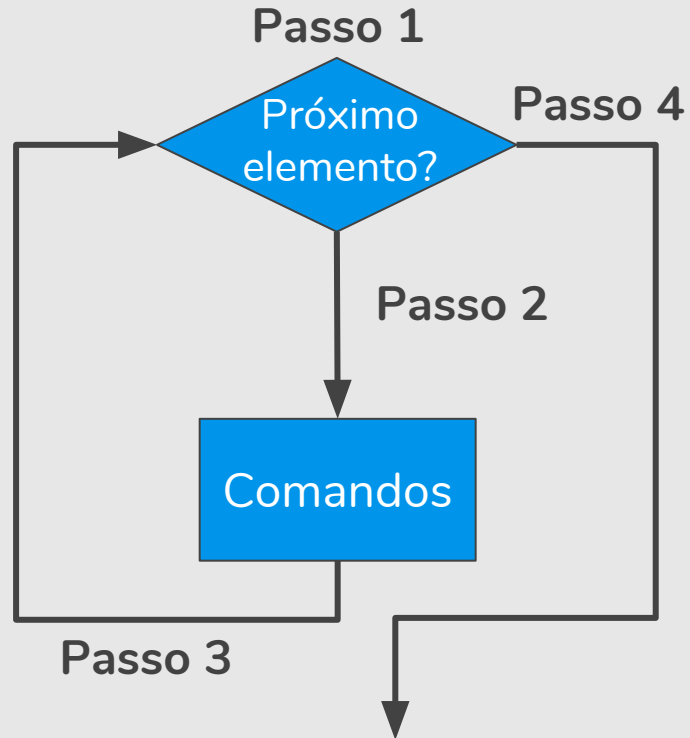 Passo 1
Próximo
elemento?
Passo 4
Passo 2
Comandos
Passo 3